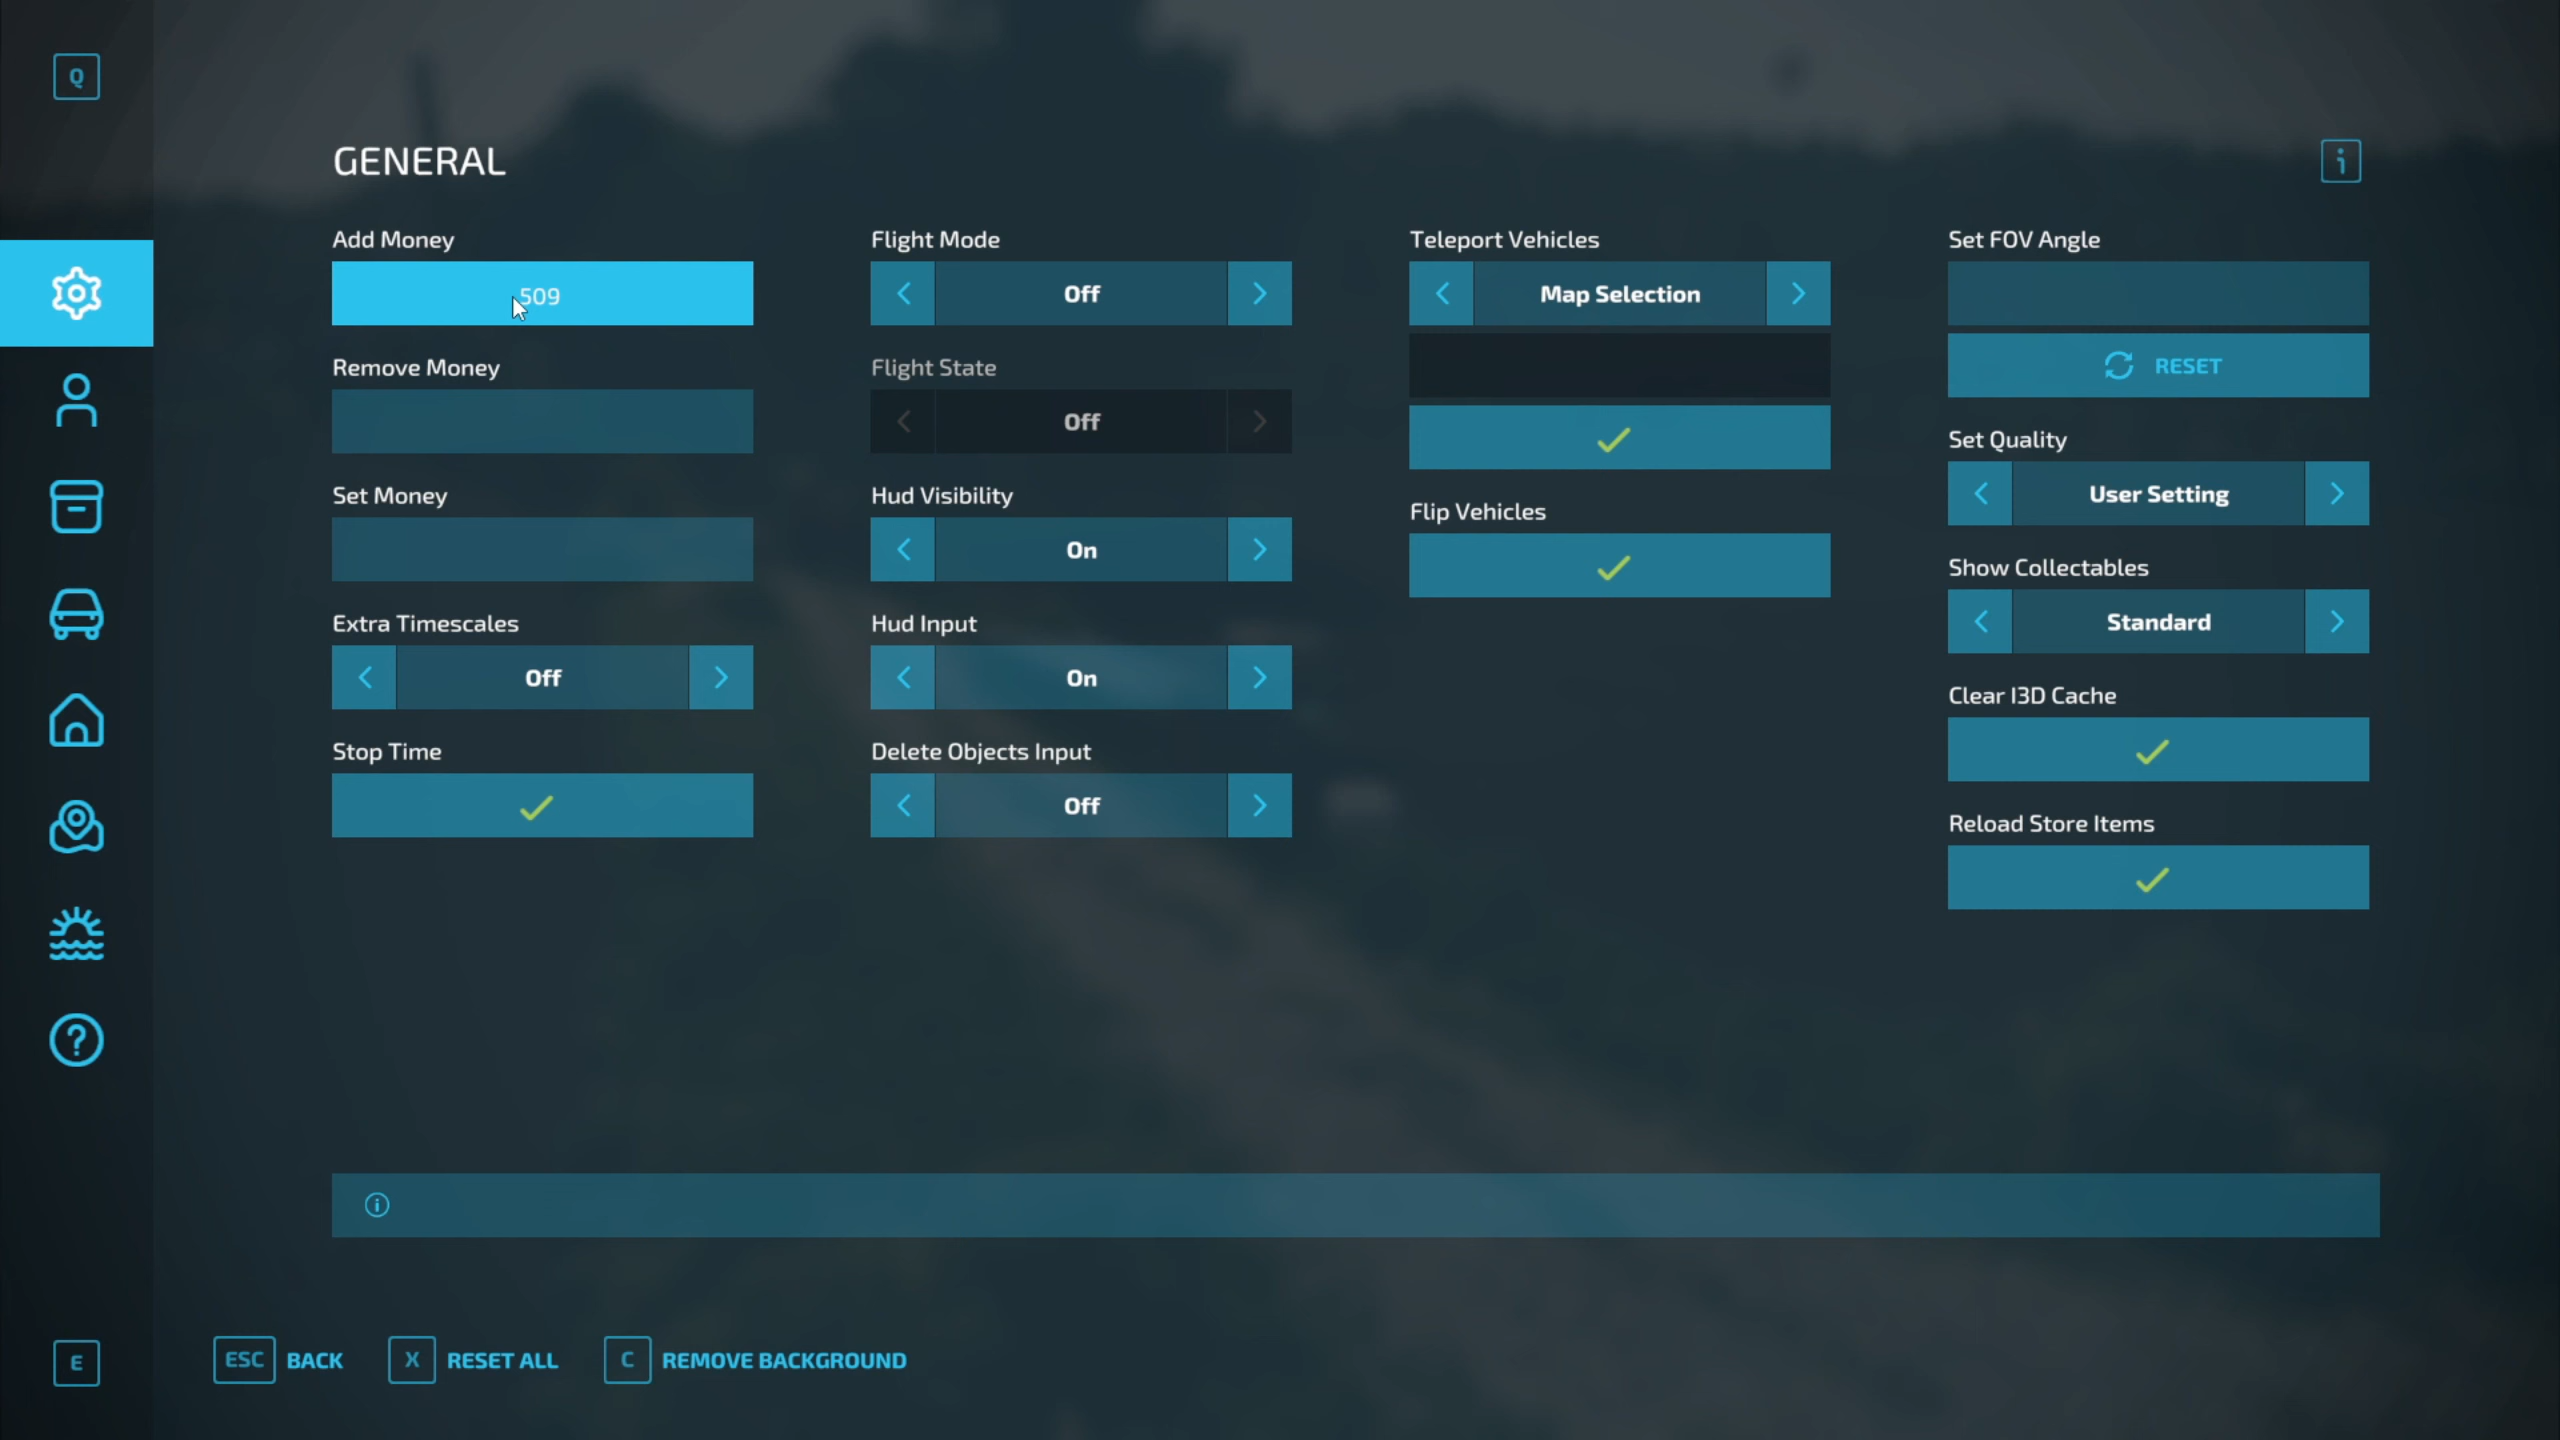 Q
GENERAL
Add Money
509
Remove Money
Set Money
Extra Timescales
Off
Stop Time
Flight Mode
Off
Flight State
Off
Hud Visibility
On
Hud Input
On
Delete Objects Input
Off
Teleport Vehicles
Map Selection
Flip Vehicles
Set FOV Angle
RESET
Set Quality
User Setting
Show Collectables
Standard
Clear I3D Cache
Reload Store Items
E
ESC BACK X RESET ALL C REMOVE BACKGROUND